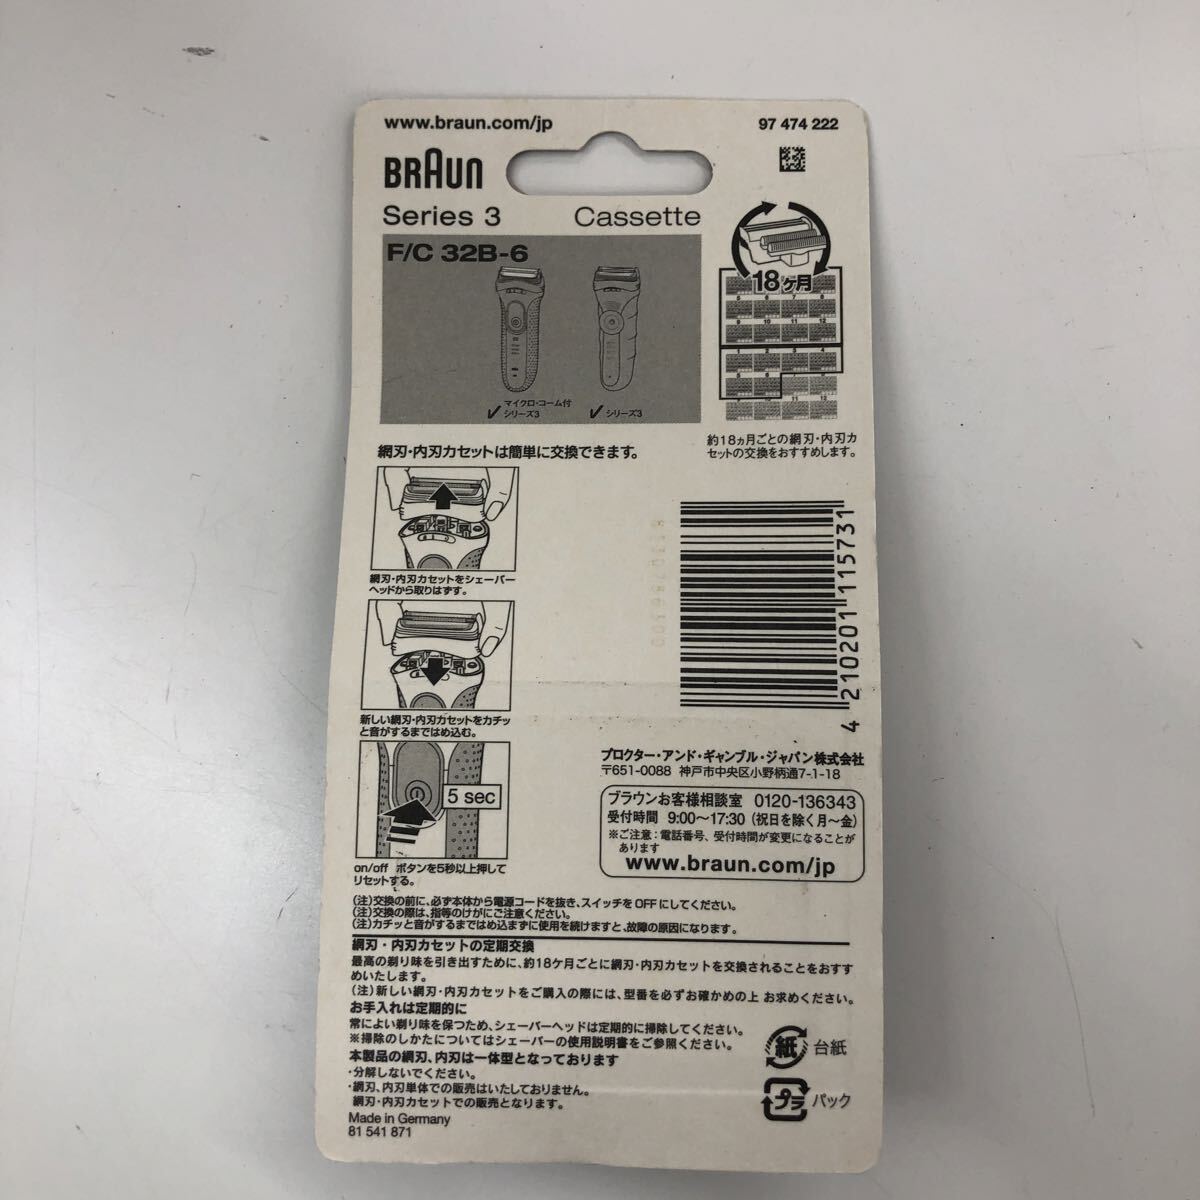 www.braun.com/jp
97 474 222
BRAUN
Series 3 Cassette
F/C 32B-6
マイクロ・コーム付
シリーズ3
シリーズ3
18ヶ月
約18ヵ月ごとの網刃・内刃カ
セットの交換をおすすめします。
網刃・内刃カセットは簡単に交換できます。
網刃・内刃カセットをシェーバー
ヘッドから取りはずす。
新しい網刃・内刃カセットをカチッ
と音がするまではめ込む。
5 sec
on/off ボタンを5秒以上押して
リセットする。
4 210201 115731
プロクター・アンド・ギャンブル・ジャパン株式会社
〒651-0088 神戸市中央区小野柄通7-1-18
ブラウンお客様相談室 0120-136343
受付時間 9:00〜17:30（祝日を除く月〜金）
※ご注意：電話番号、受付時間が変更になることが
あります
www.braun.com/jp
（注）交換の前に、必ず本体から電源コードを抜き、スイッチをOFFにしてください。
（注）交換の際は、指等のけがにご注意ください。
（注）カチッと音がするまではめ込まずに使用を続けますと、故障の原因になります。
網刃・内刃カセットの定期交換
最高の剃り味を引き出すために、約18ケ月ごとに網刃・内刃カセットを交換されることをおすす
めいたします。
（注）新しい網刃・内刃カセットをご購入の際には、型番を必ずお確かめの上 お求めください。
お手入れは定期的に
常によい剃り味を保つため、シェーバーヘッドは定期的に掃除してください。
※掃除のしかたについてはシェーバーの使用説明書をご参照ください。
本製品の網刃、内刃は一体型となっております
・分解しないでください。
・網刃、内刃単体での販売はいたしておりません。
網刃・内刃カセットでの販売となります。
Made in Germany
81 541 871
紙 台紙
プラ パック